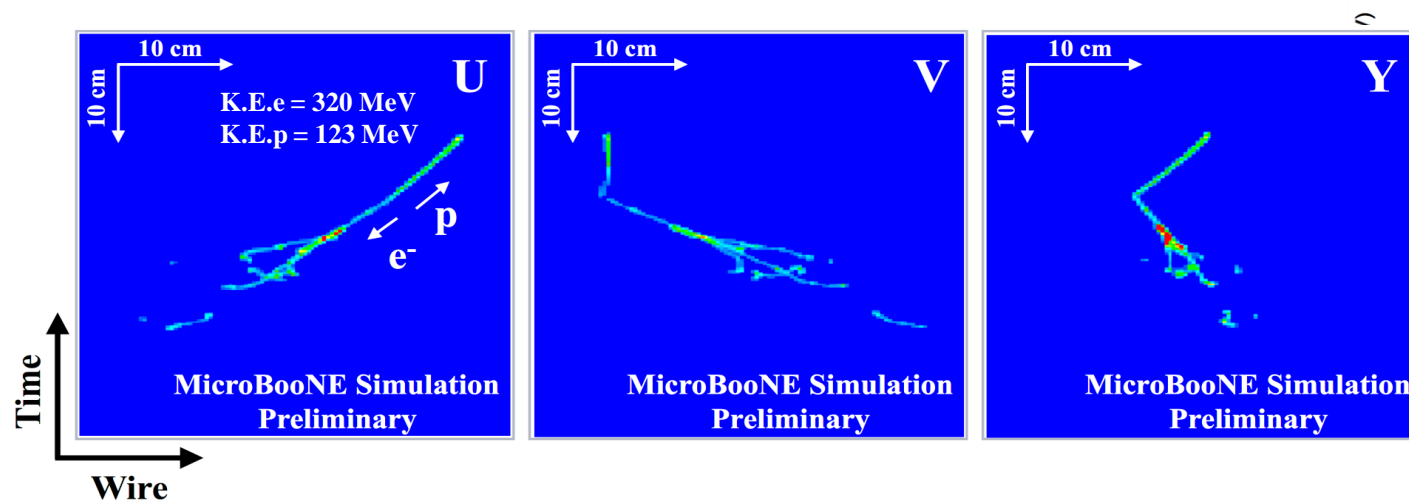 10 cm
U
10 cm
K.E.e = 320 MeV
K.E.p = 123 MeV
p
e-
MicroBooNE Simulation
Preliminary
10 cm
V
10 cm
MicroBooNE Simulation
Preliminary
10 cm
Y
10 cm
MicroBooNE Simulation
Preliminary
Time
Wire